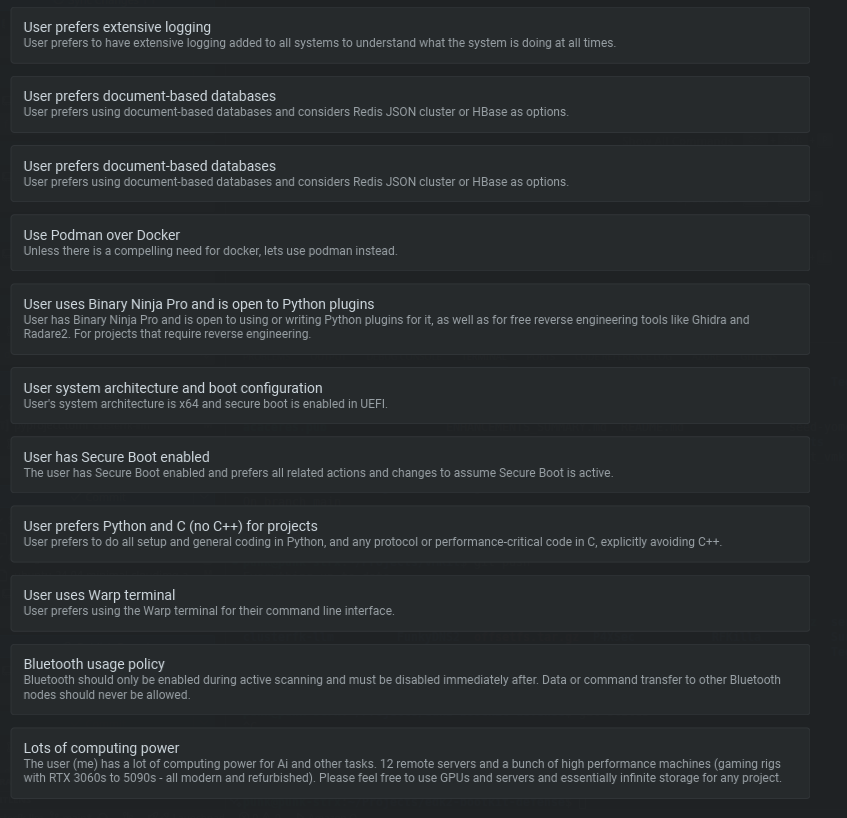 User prefers extensive logging
User prefers to have extensive logging added to all systems to understand what the system is doing at all times.
User prefers document-based databases
User prefers using document-based databases and considers Redis JSON cluster or HBase as options.
User prefers document-based databases
User prefers using document-based databases and considers Redis JSON cluster or HBase as options.
Use Podman over Docker
Unless there is a compelling need for docker, lets use podman instead.
User uses Binary Ninja Pro and is open to Python plugins
User has Binary Ninja Pro and is open to using or writing Python plugins for it, as well as for free reverse engineering tools like Ghidra and
Radare2. For projects that require reverse engineering.
User system architecture and boot configuration
User's system architecture is x64 and secure boot is enabled in UEFI.
User has Secure Boot enabled
The user has Secure Boot enabled and prefers all related actions and changes to assume Secure Boot is active.
User prefers Python and C (no C++) for projects
User prefers to do all setup and general coding in Python, and any protocol or performance-critical code in C, explicitly avoiding C++.
User uses Warp terminal
User prefers using the Warp terminal for their command line interface.
Bluetooth usage policy
Bluetooth should only be enabled during active scanning and must be disabled immediately after. Data or command transfer to other Bluetooth
nodes should never be allowed.
Lots of computing power
The user (me) has a lot of computing power for Ai and other tasks. 12 remote servers and a bunch of high performance machines (gaming rigs
with RTX 3060s to 5090s - all modern and refurbished). Please feel free to use GPUs and servers and essentially infinite storage for any project.